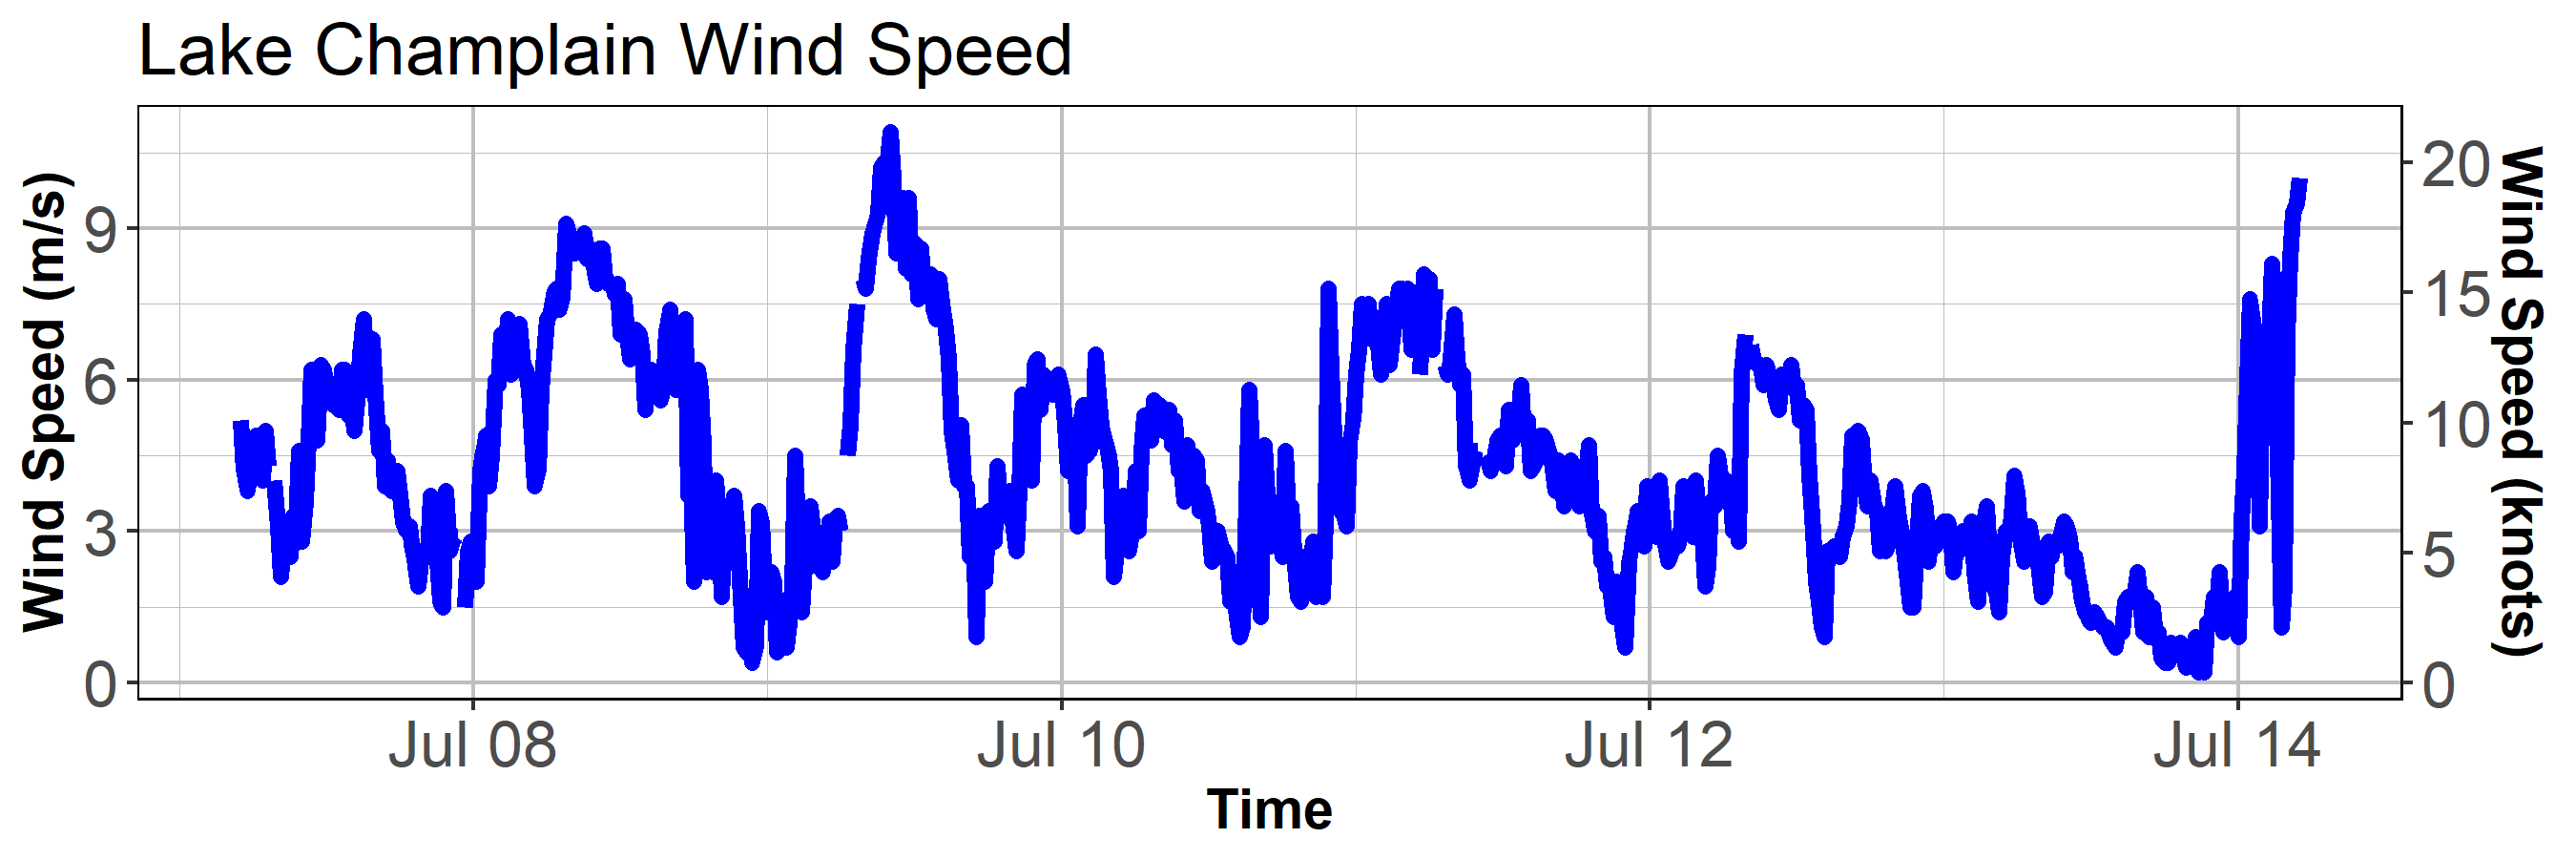 Lake Champlain Wind Speed
Wind Speed (m/s)
9
6
3
0
20
15
10
5
0
Wind Speed (knots)
Jul 08
Jul 10
Jul 12
Jul 14
Time